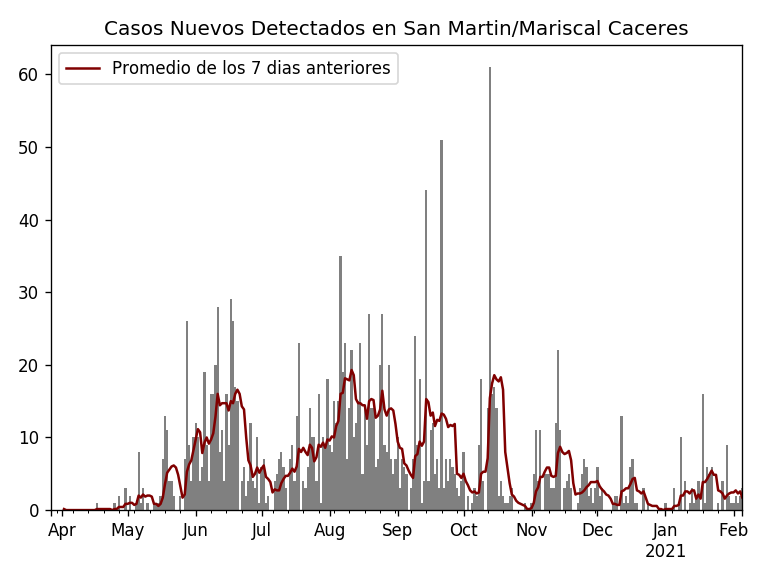 Casos Nuevos Detectados en San Martin/Mariscal Caceres
Promedio de los 7 dias anteriores
60
50
40
30
20
10
0
Apr May Jun Jul Aug Sep Oct Nov Dec Jan Feb
2021